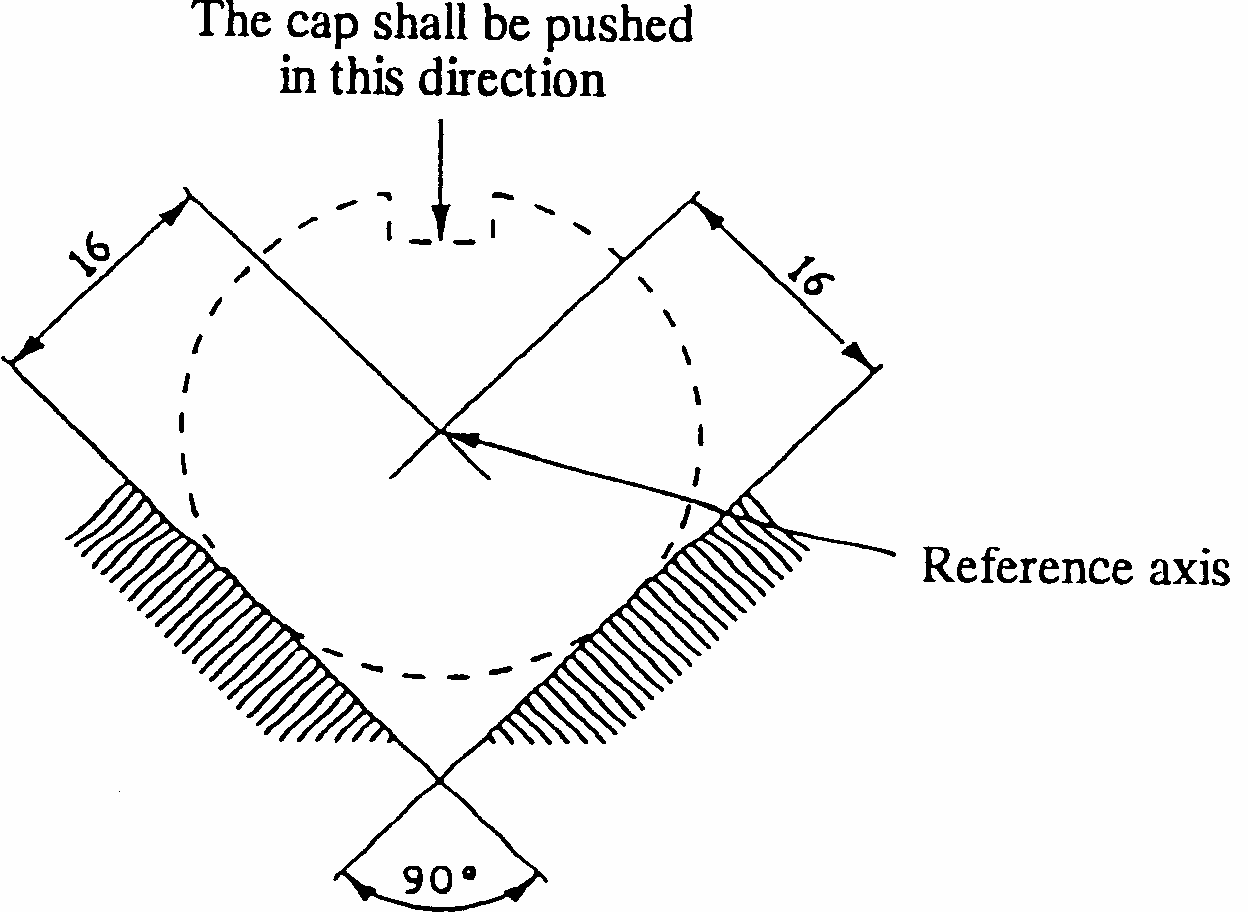 The cap shall be pushed
in this direction
16
16
Reference axis
90°